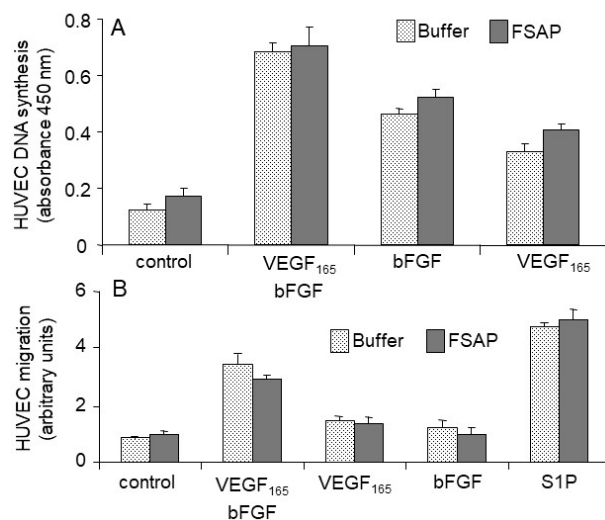 A
Buffer FSAP
HUVEC DNA synthesis
(absorbance 450 nm)
0.8
0.6
0.4
0.2
0
control VEGF₁₆₅ bFGF VEGF₁₆₅
bFGF
B
Buffer FSAP
HUVEC migration
(arbitrary units)
6
4
2
0
control VEGF₁₆₅ VEGF₁₆₅ bFGF S1P
bFGF